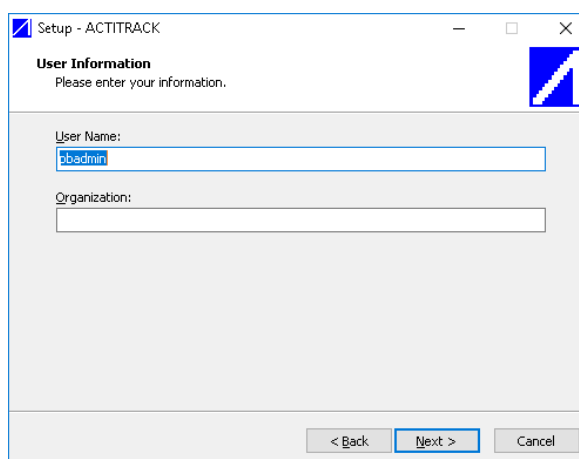 Setup - ACTITRACK
User Information
Please enter your information.
User Name:
pbadmin
Organization:
< Back
Next >
Cancel